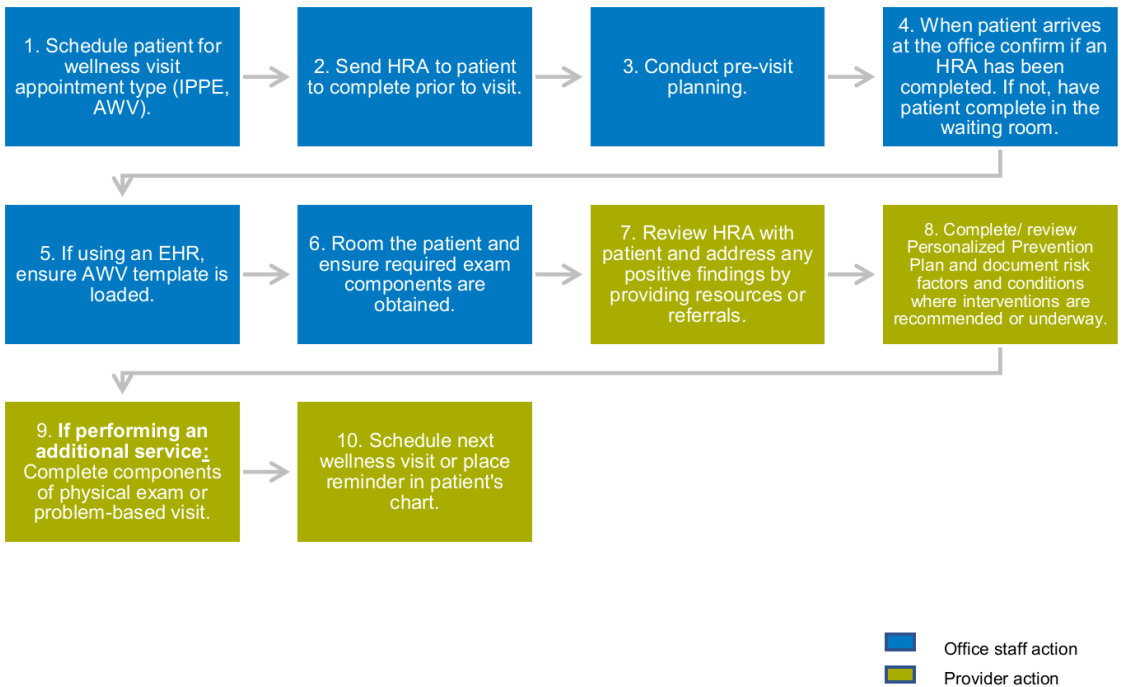 1. Schedule patient for
wellness visit
appointment type (IPPE,
AWV).
2. Send HRA to patient
to complete prior to visit.
3. Conduct pre-visit
planning.
4. When patient arrives
at the office confirm if an
HRA has been
completed. If not, have
patient complete in the
waiting room.
5. If using an EHR,
ensure AWV template is
loaded.
6. Room the patient and
ensure required exam
components are
obtained.
7. Review HRA with
patient and address any
positive findings by
providing resources or
referrals.
8. Complete/ review
Personalized Prevention
Plan and document risk
factors and conditions
where interventions are
recommended or underway.
9. If performing an
additional service:
Complete components
of physical exam or
problem-based visit.
10. Schedule next
wellness visit or place
reminder in patient's
chart.
Office staff action
Provider action